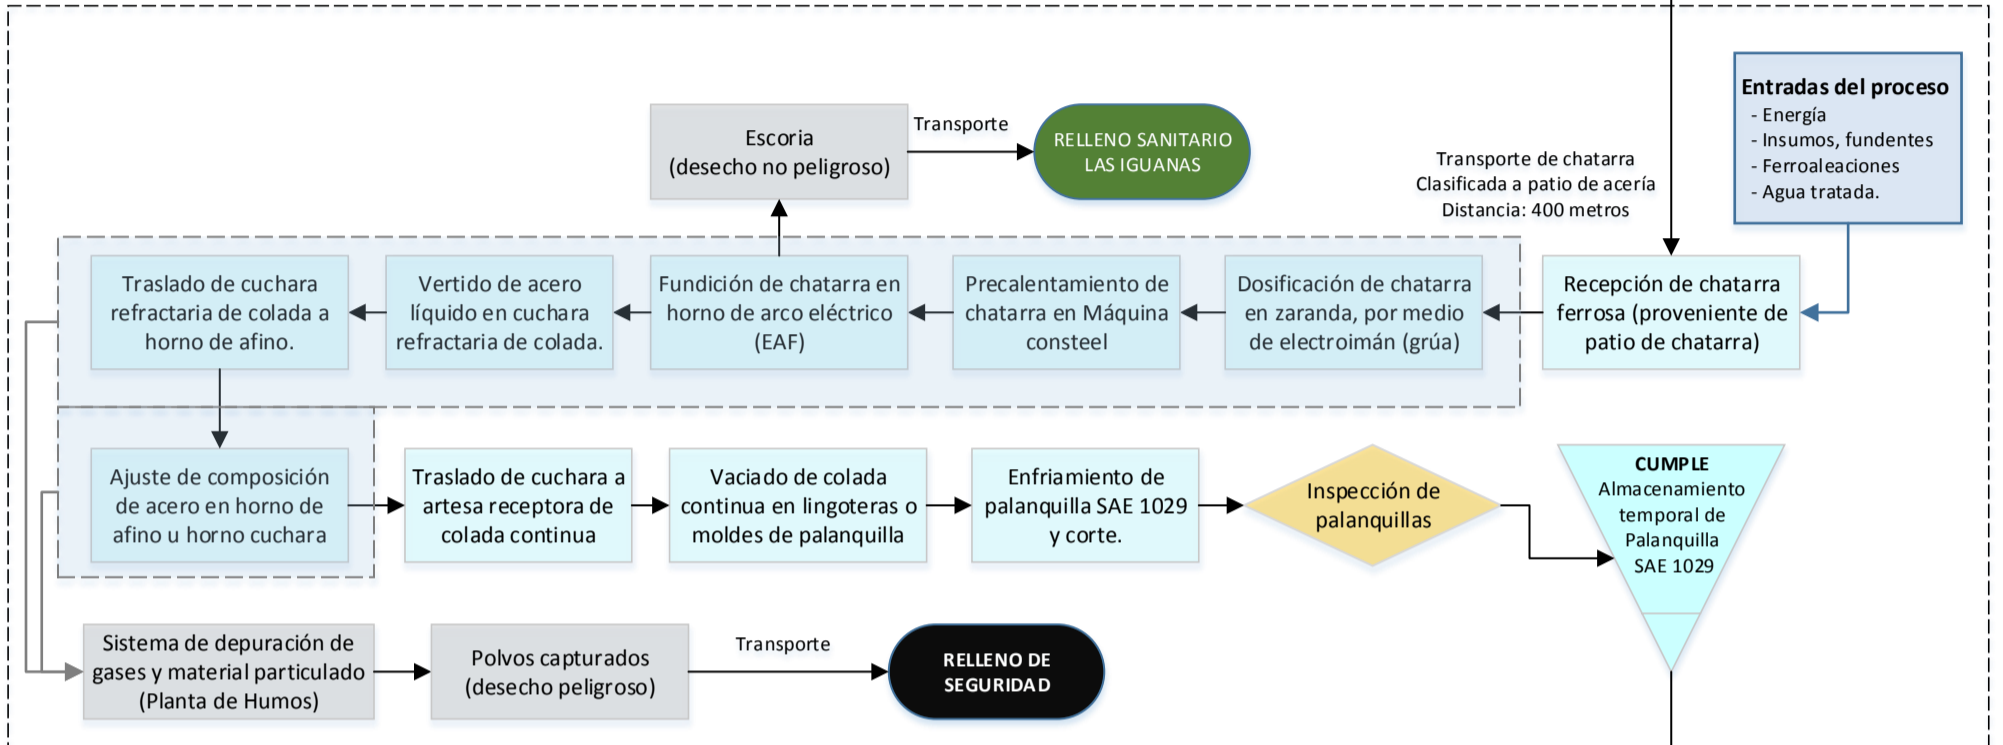 Entradas del proceso
- Energía
- Insumos, fundentes
- Ferroaleaciones
- Agua tratada.
Escoria
(desecho no peligroso)
Transporte
RELLENO SANITARIO
LAS IGUANAS
Transporte de chatarra
Clasificada a patio de acería
Distancia: 400 metros
Traslado de cuchara
refractaria de colada a
horno de afino.
Vertido de acero
líquido en cuchara
refractaria de colada.
Fundición de chatarra en
horno de arco eléctrico
(EAF)
Precalentamiento de
chatarra en Máquina
consteel
Dosificación de chatarra
en zaranda, por medio
de electroimán (grúa)
Recepción de chatarra
ferrosa (proveniente de
patio de chatarra)
Ajuste de composición
de acero en horno de
afino u horno cuchara
Traslado de cuchara a
artesa receptora de
colada continua
Vaciado de colada
continua en lingoteras o
moldes de palanquilla
Enfriamiento de
palanquilla SAE 1029
y corte.
Inspección de
palanquillas
CUMPLE
Almacenamiento
temporal de
Palanquilla
SAE 1029
Sistema de depuración de
gases y material particulado
(Planta de Humos)
Polvos capturados
(desecho peligroso)
Transporte
RELLENO DE
SEGURIDAD